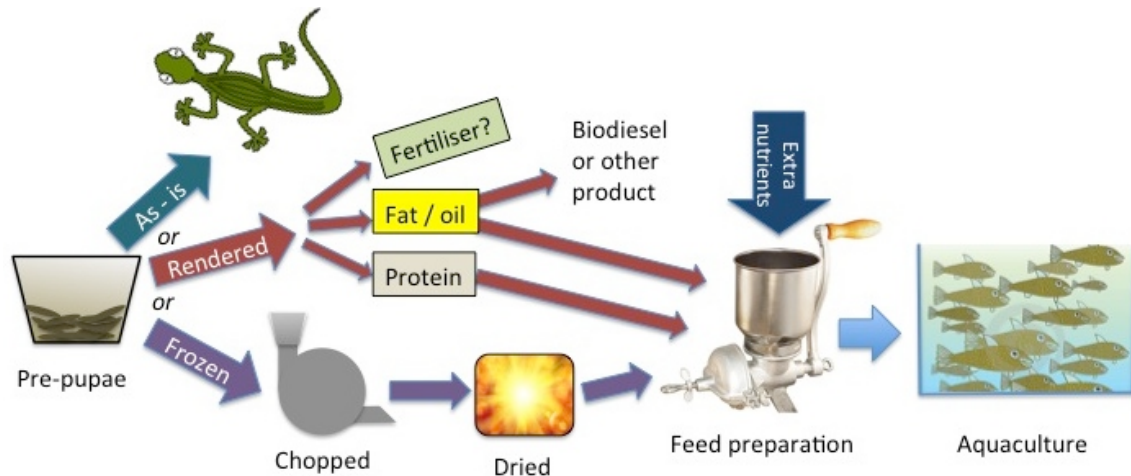 Fertiliser?
Biodiesel
or other
product
Extra
nutrients
As - is
or
Rendered
Fat / oil
Protein
or
Frozen
Pre-pupae
Chopped
Dried
Feed preparation
Aquaculture